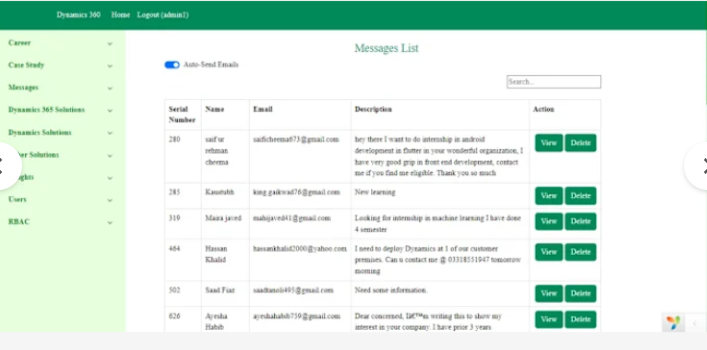 Dynamics 360 Home Logout (admin1)
Career
Case Study
Messages
Dynamics 365 Solutions
Dynamics Solutions
Solutions
Users
RBAC
Messages List
Auto-Send Emails
Search...
Serial Number Name Email Description Action
280 saif ur rehman cheema saificheema673@gmail.com
hey there I want to do internship in android
development in flutter in your wonderful organization, I
have very good grip in front end development, contact
me if you find me eligible. Thank you so much
View Delete
285 Kaustubh king.gaikwad76@gmail.com New learning View Delete
319 Maira javed mahijaved41@gmail.com
Looking for internship in machine learning I have done
4 semester
View Delete
464 Hassan Khalid hassankhalid2000@yahoo.com
I need to deploy Dynamics at 1 of our customer
premises. Can u contact me @ 03318551947 tomorrow
morning
View Delete
502 Saad Fiaz saadtanoli495@gmail.com Need some information. View Delete
626 Ayesha Habib ayeshahabib759@gmail.com
Dear concerned, I’m writing this to show my
interest in your company. I have prior 3 years
View Delete